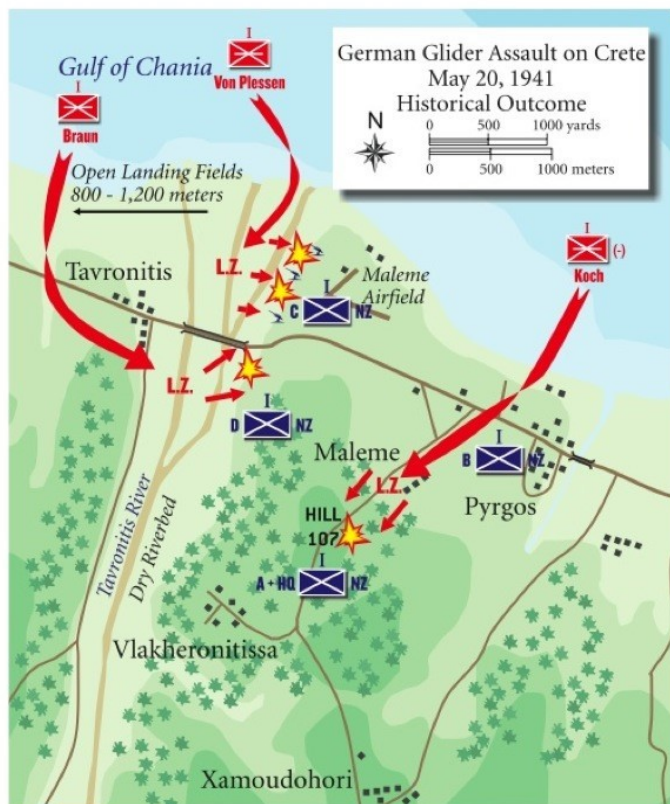 German Glider Assault on Crete
May 20, 1941
Historical Outcome
0 500 1000 yards
0 500 1000 meters
N
Gulf of Chania
I
Von Plessen
I
Braun
Open Landing Fields
800 - 1,200 meters
I
(-)
Koch
L.Z.
Tavronitis
Maleme
Airfield
I
C NZ
L.Z.
I
D NZ
Maleme
I
B NZ
L.Z.
Pyrgos
HILL
107
I
A + HQ NZ
Tavronitis River
Dry Riverbed
Vlakheronitissa
Xamoudohori